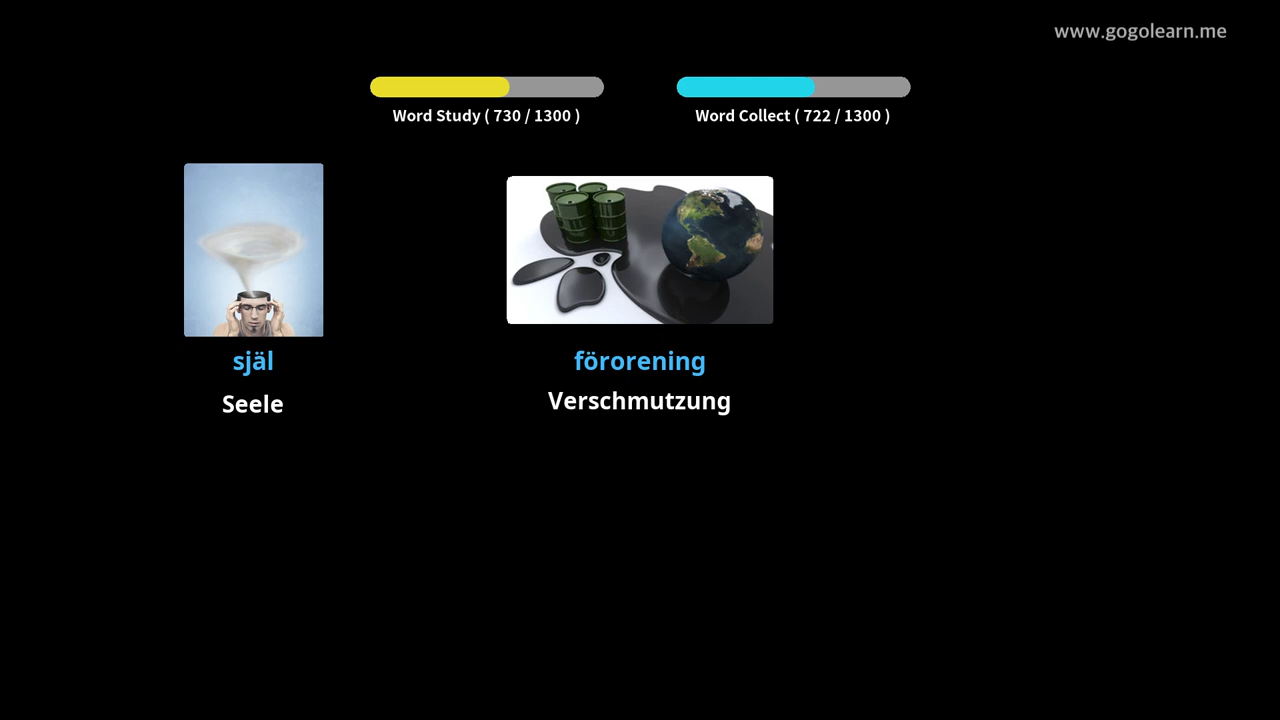 www.gogolearn.me
Word Study ( 730 / 1300 )
Word Collect ( 722 / 1300 )
själ
Seele
förorening
Verschmutzung